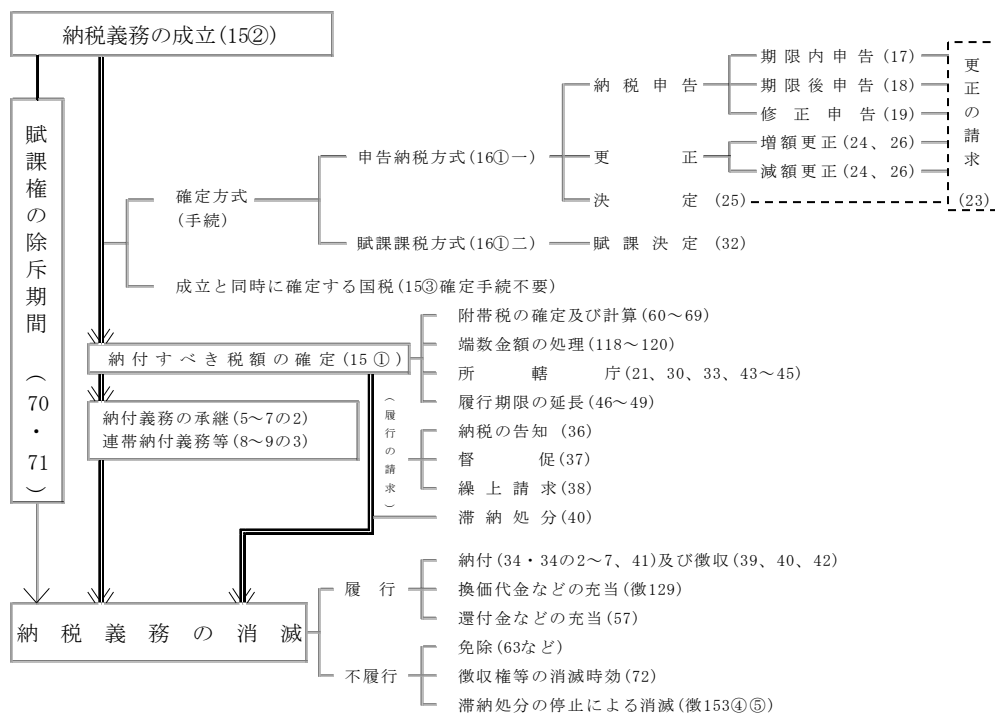 納税義務の成立(15②)
賦課権の除斥期間（70・71）
確定方式
(手続)
申告納税方式(16①一)
納税申告
期限内申告(17)
期限後申告(18)
修正申告(19)
更正
増額更正(24、26)
減額更正(24、26)
決定(25)
更正の請求
(23)
賦課課税方式(16①二)
賦課決定 (32)
成立と同時に確定する国税(15③確定手続不要)
納付すべき税額の確定(15①)
附帯税の確定及び計算(60～69)
端数金額の処理(118～120)
所轄庁(21、30、33、43～45)
履行期限の延長(46～49)
納付義務の承継(5～7の2)
連帯納付義務等(8～9の3)
（履行の請求）
納税の告知 (36)
督促(37)
繰上請求(38)
滞納処分(40)
納税義務の消滅
履行
納付(34・34の2～7、41)及び徴収(39、40、42)
換価代金などの充当(徴129)
還付金などの充当(57)
不履行
免除(63など)
徴収権等の消滅時効(72)
滞納処分の停止による消滅(徴153④⑤)